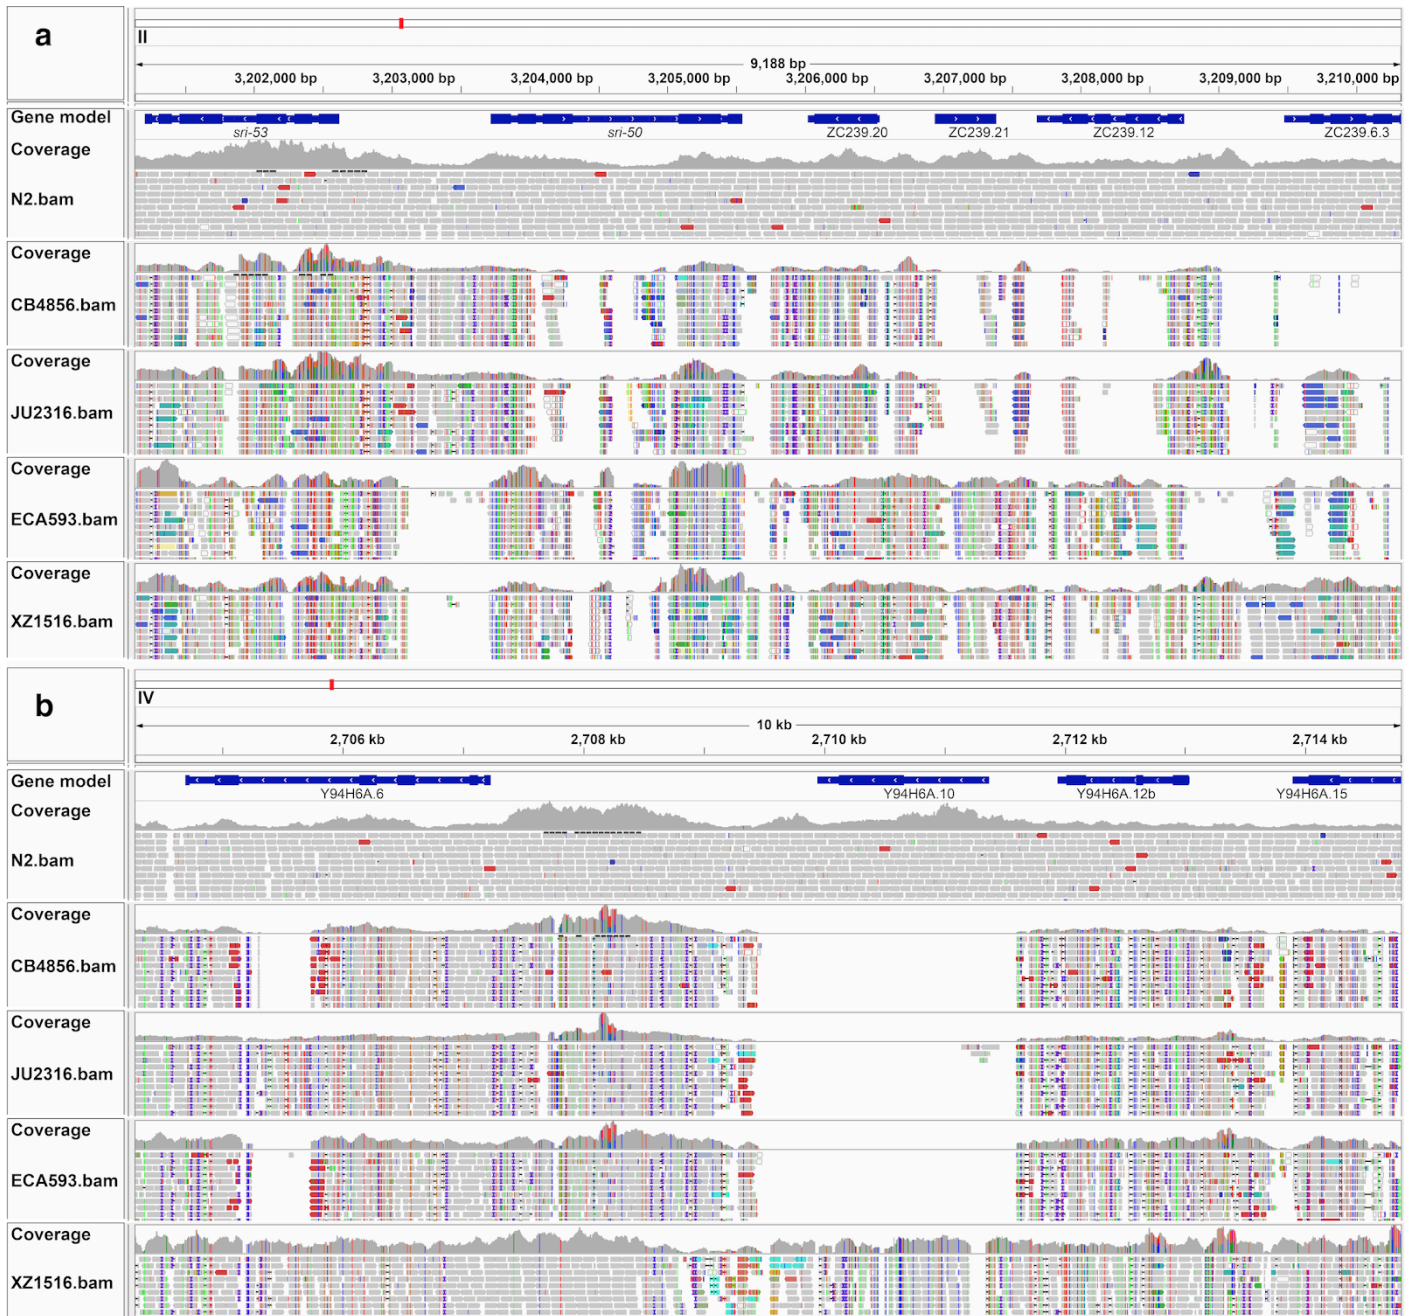 a
II
9,188 bp
3,202,000 bp 3,203,000 bp 3,204,000 bp 3,205,000 bp 3,206,000 bp 3,207,000 bp 3,208,000 bp 3,209,000 bp 3,210,000 bp
Gene model
sri-53 sri-50 ZC239.20 ZC239.21 ZC239.12 ZC239.6.3
Coverage
N2.bam
Coverage
CB4856.bam
Coverage
JU2316.bam
Coverage
ECA593.bam
Coverage
XZ1516.bam
b
IV
10 kb
2,706 kb 2,708 kb 2,710 kb 2,712 kb 2,714 kb
Gene model
Y94H6A.6 Y94H6A.10 Y94H6A.12b Y94H6A.15
Coverage
N2.bam
Coverage
CB4856.bam
Coverage
JU2316.bam
Coverage
ECA593.bam
Coverage
XZ1516.bam